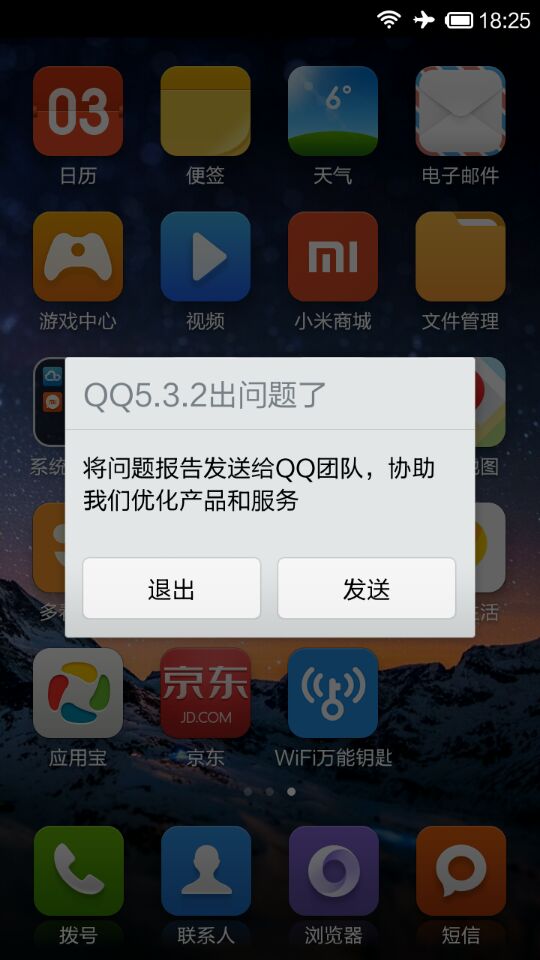 18:25
03
6°
日历
便签
天气
电子邮件
mi
游戏中心
视频
小米商城
文件管理
QQ5.3.2出问题了
将问题报告发送给QQ团队，协助
我们优化产品和服务
退出
发送
系统
地图
多看
生活
京东
JD.COM
应用宝
京东
WiFi万能钥匙
拨号
联系人
浏览器
短信